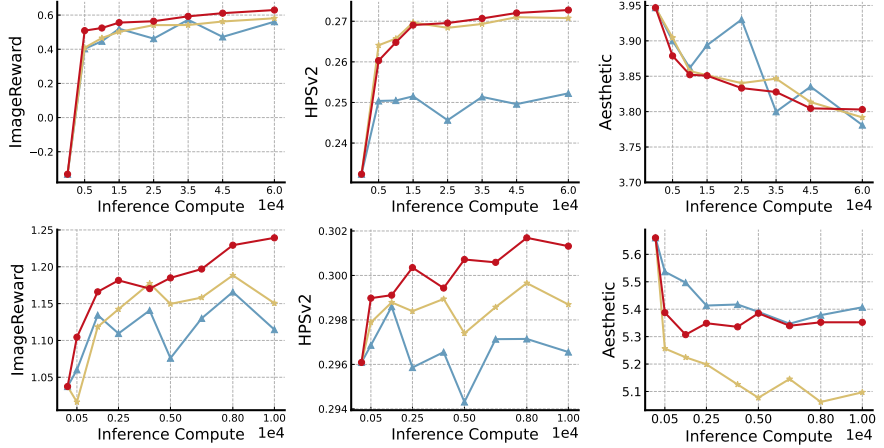 ImageReward
0.6
0.4
0.2
0.0
−0.2
0.5 1.5 2.5 3.5 4.5 6.0
Inference Compute 1e4
HPSv2
0.27
0.26
0.25
0.24
0.5 1.5 2.5 3.5 4.5 6.0
Inference Compute 1e4
Aesthetic
3.95
3.90
3.85
3.80
3.75
3.70
0.5 1.5 2.5 3.5 4.5 6.0
Inference Compute 1e4
ImageReward
1.25
1.20
1.15
1.10
1.05
0.05 0.25 0.50 0.80 1.00
Inference Compute 1e4
HPSv2
0.302
0.300
0.298
0.296
0.294
0.05 0.25 0.50 0.80 1.00
Inference Compute 1e4
Aesthetic
5.6
5.5
5.4
5.3
5.2
5.1
0.05 0.25 0.50 0.80 1.00
Inference Compute 1e4